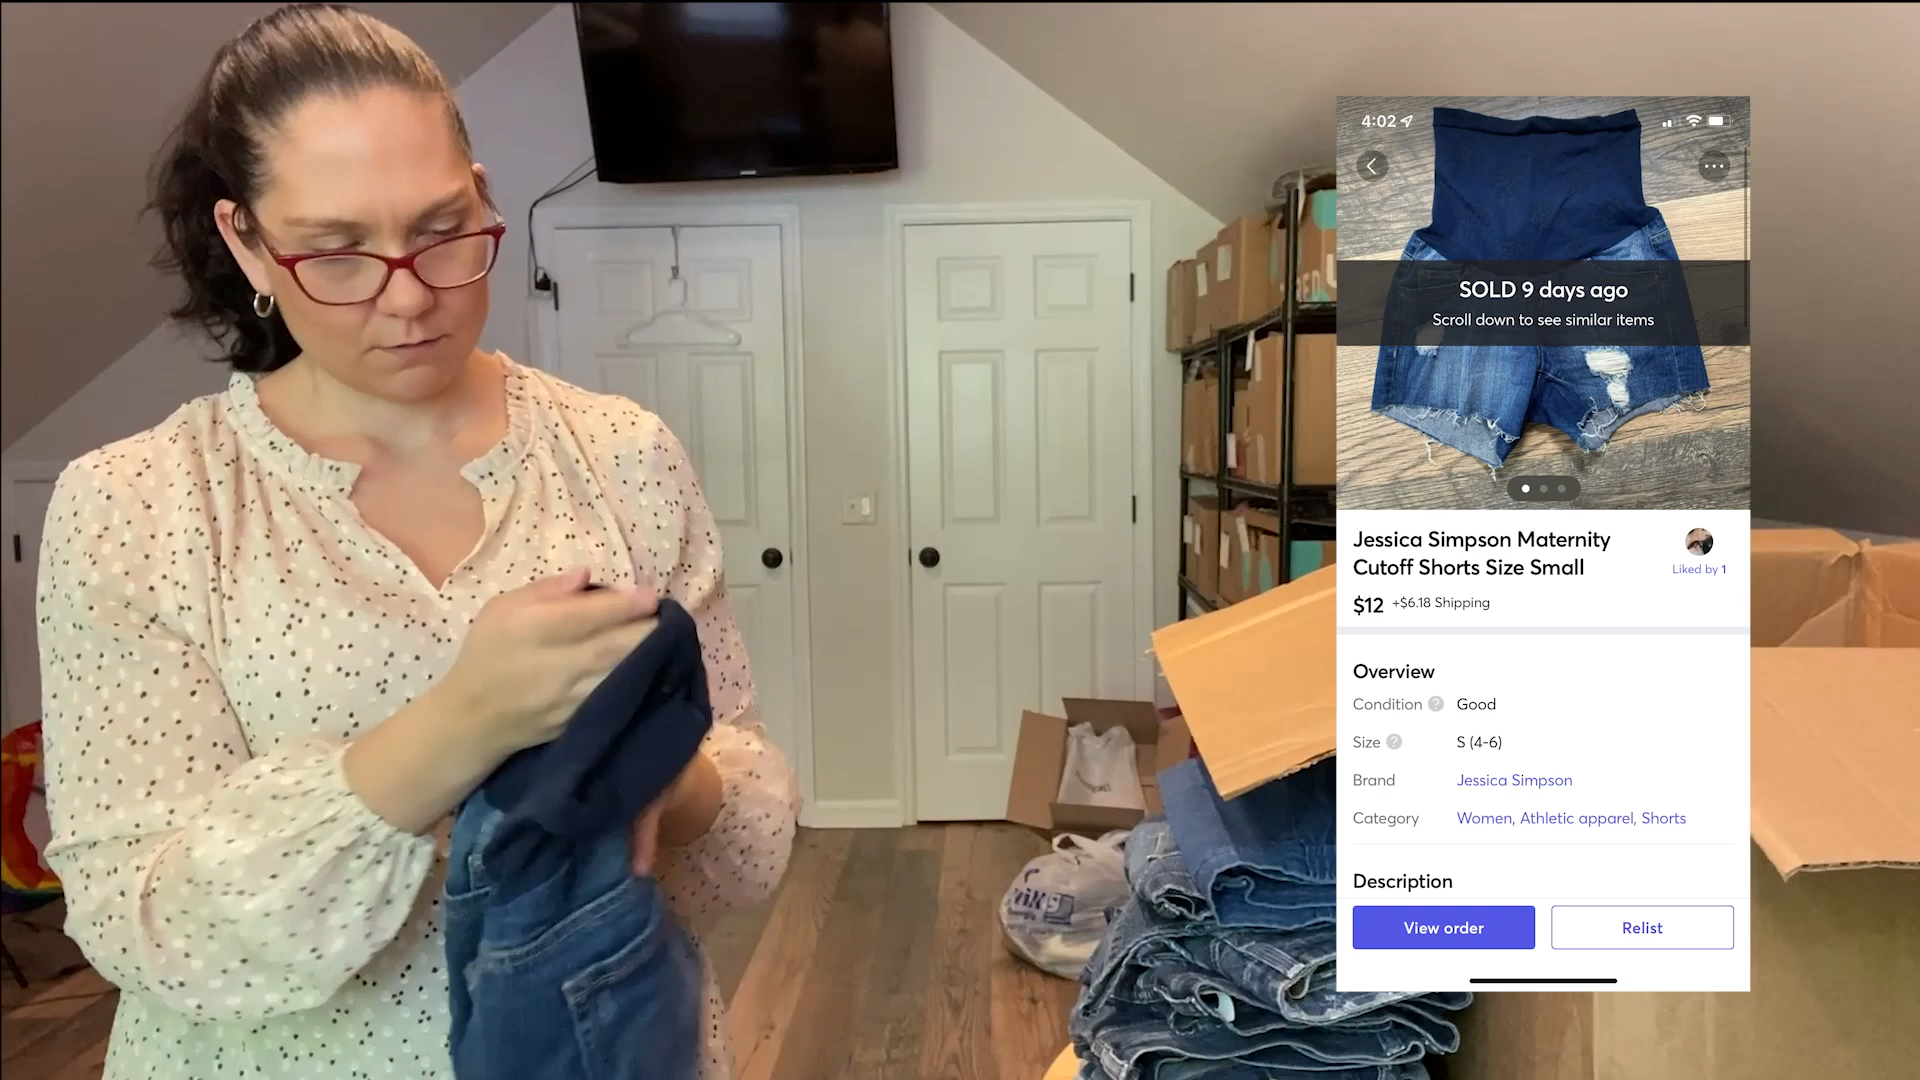 4:02
SOLD 9 days ago
Scroll down to see similar items
Jessica Simpson Maternity
Cutoff Shorts Size Small
Liked by 1
$12 +$6.18 Shipping
Overview
Condition ? Good
Size ? S (4-6)
Brand Jessica Simpson
Category Women, Athletic apparel, Shorts
Description
View order Relist